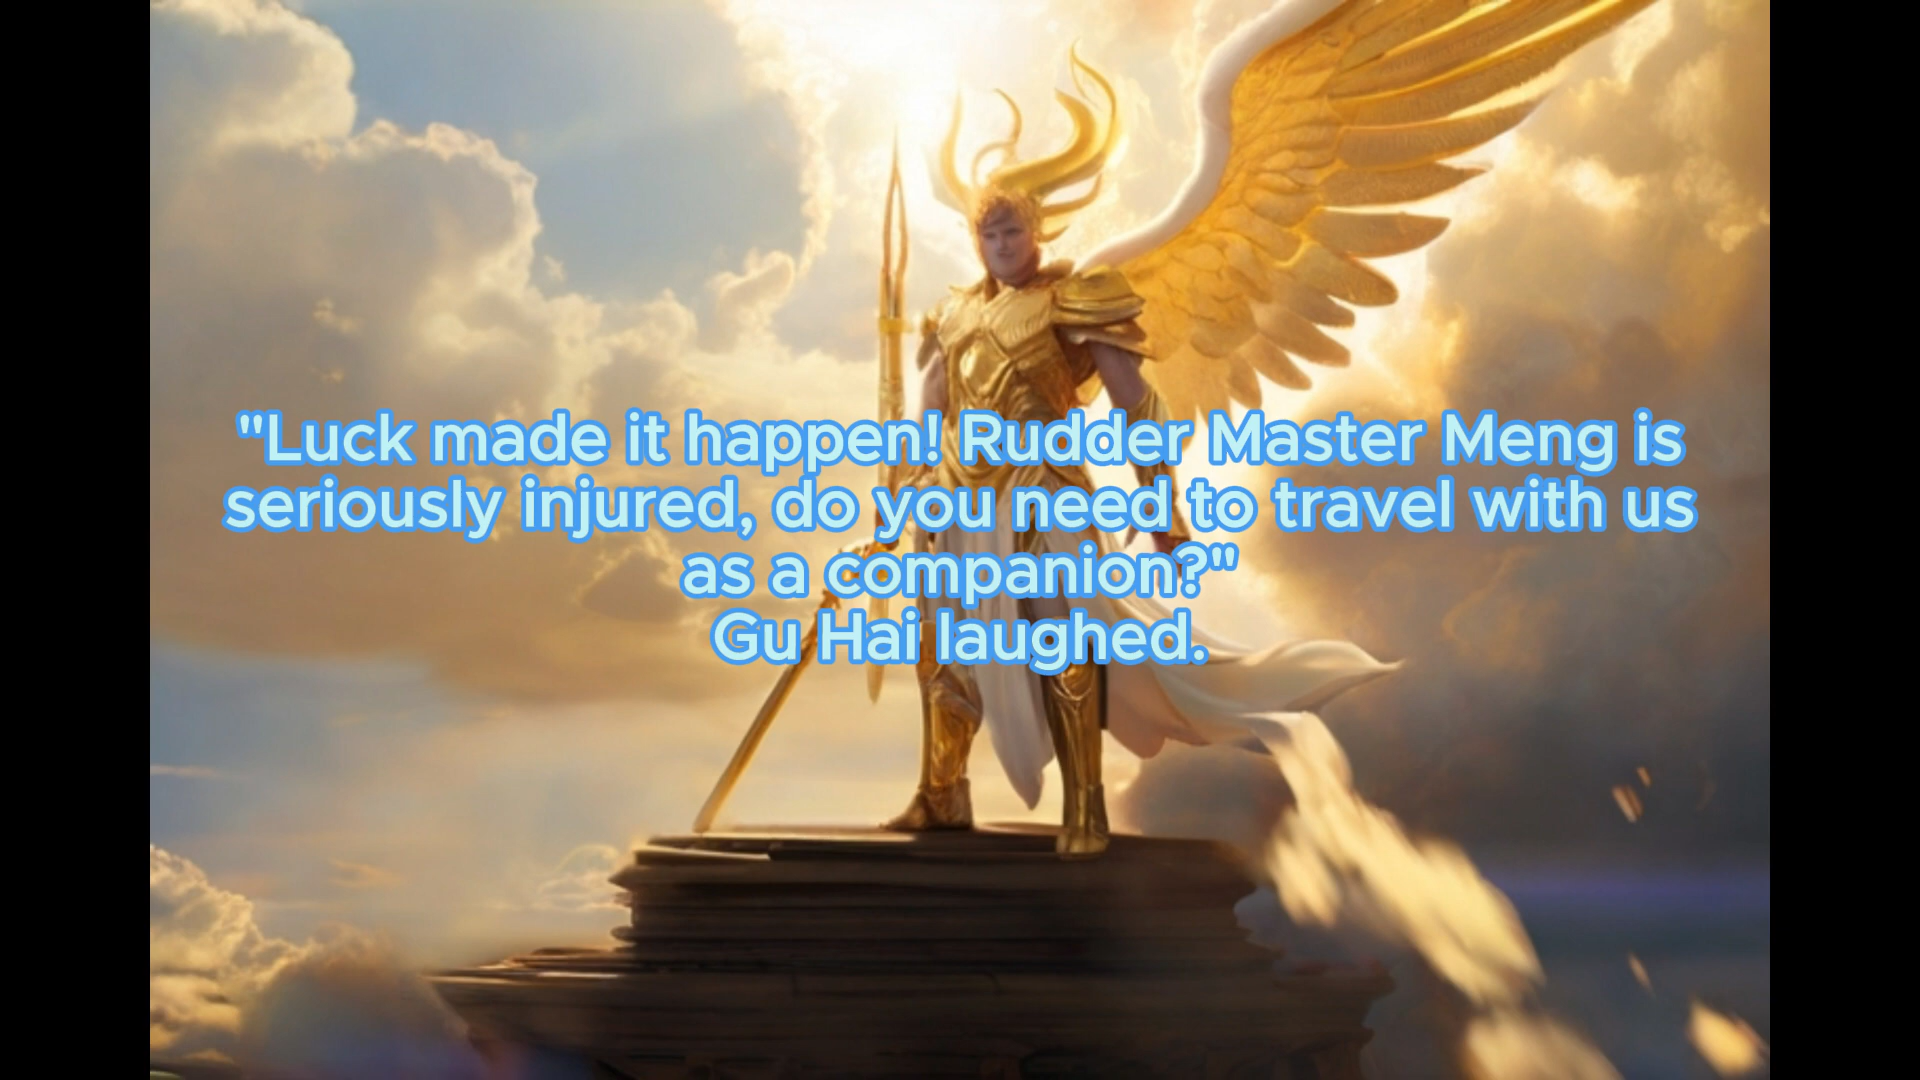 "Luck made it happen! Rudder Master Meng is
seriously injured, do you need to travel with us
as a companion?"
Gu Hai laughed.